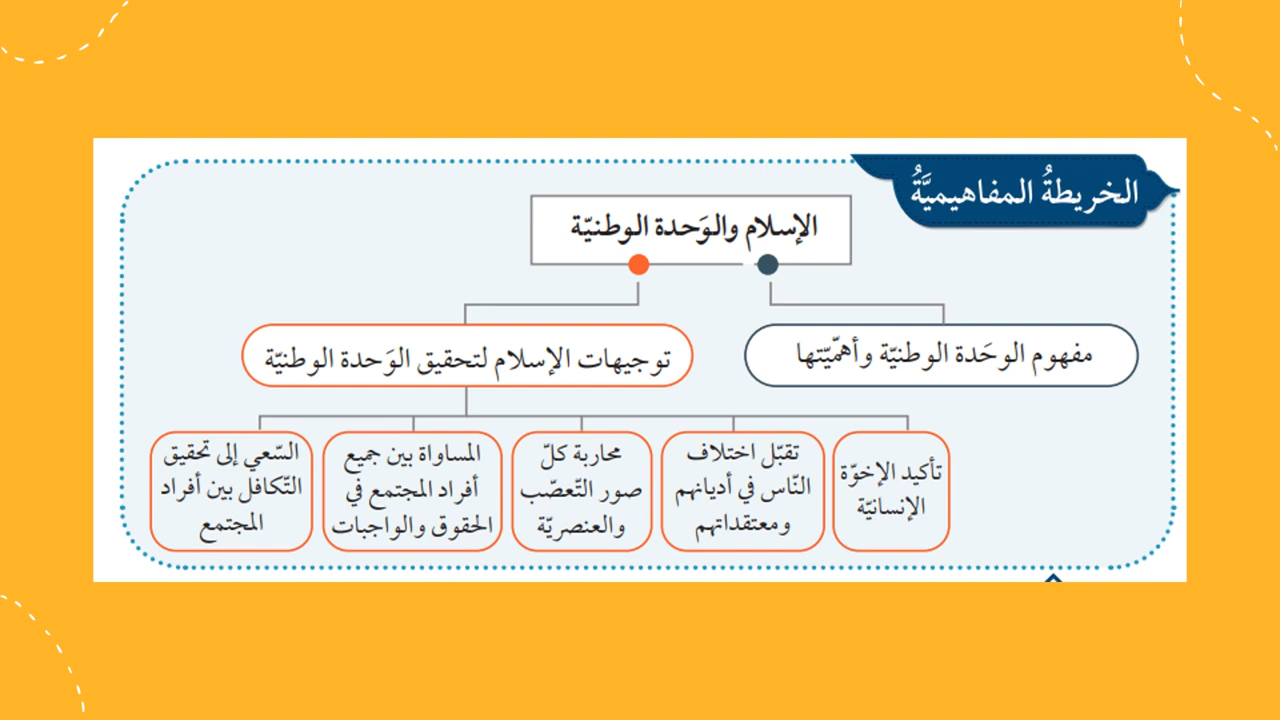 الخريطةُ المفاهيميَّةُ
الإسلام والوَحدة الوطنيّة
مفهوم الوحَدة الوطنيّة وأهمّيّتها
توجيهات الإسلام لتحقيق الوَحدة الوطنيّة
تأكيد الإخوّة
الإنسانيّة
تقبّل اختلاف
النّاس في أديانهم
ومعتقداتهم
محاربة كلّ
صور التّعصّب
والعنصريّة
المساواة بين جميع
أفراد المجتمع في
الحقوق والواجبات
السّعي إلى تحقيق
التّكافل بين أفراد
المجتمع